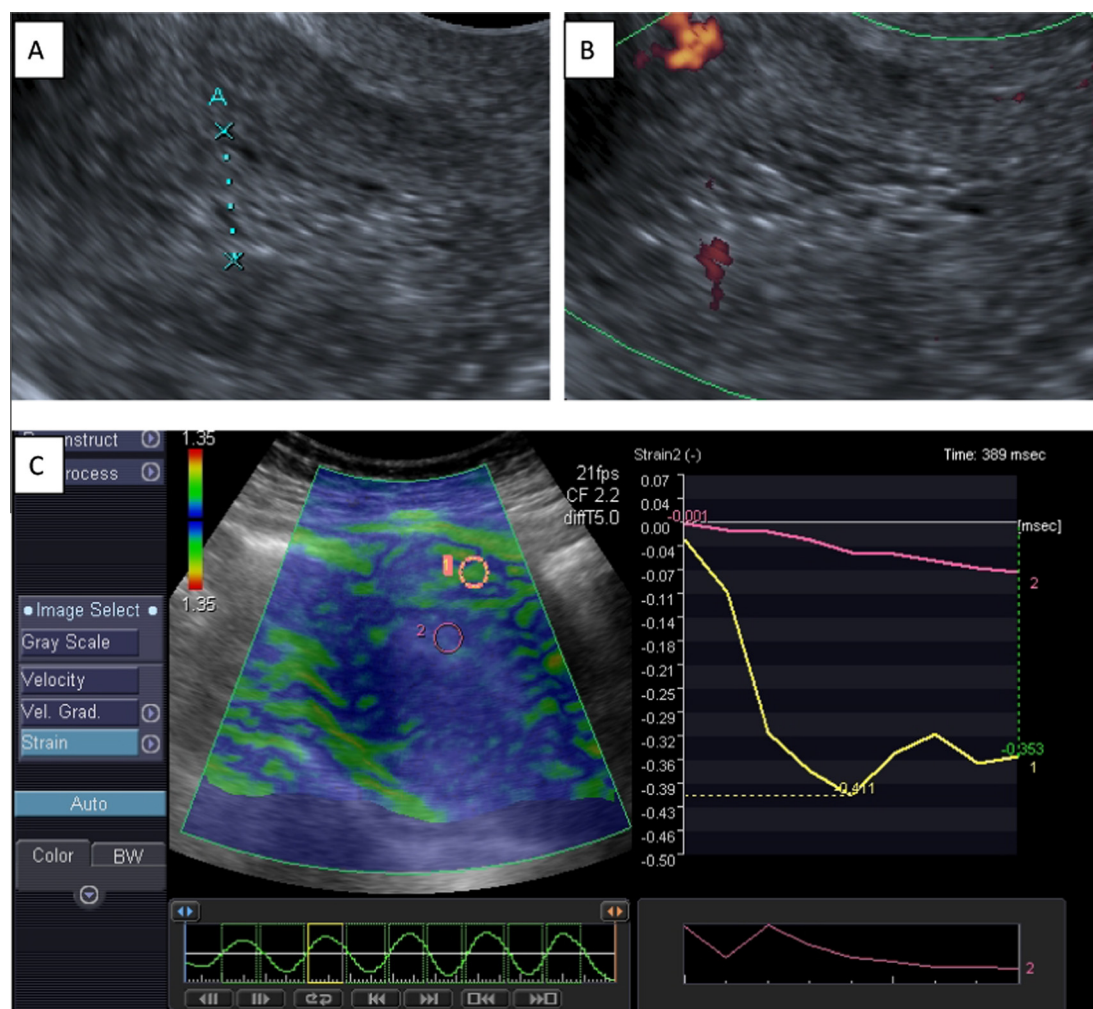 A
A
B
C
nstruct
rocess
Image Select
Gray Scale
Velocity
Vel. Grad.
Strain
Auto
Color
BW
1.35
1.35
21fps
CF 2.2
diffT5.0
1
2
Strain2 (-)
Time: 389 msec
0.07
0.04
0.00
-0.04
-0.07
-0.11
-0.14
-0.18
-0.21
-0.25
-0.29
-0.32
-0.36
-0.39
-0.43
-0.46
-0.50
-0.001
[msec]
2
-0.353
1
-0.411
2